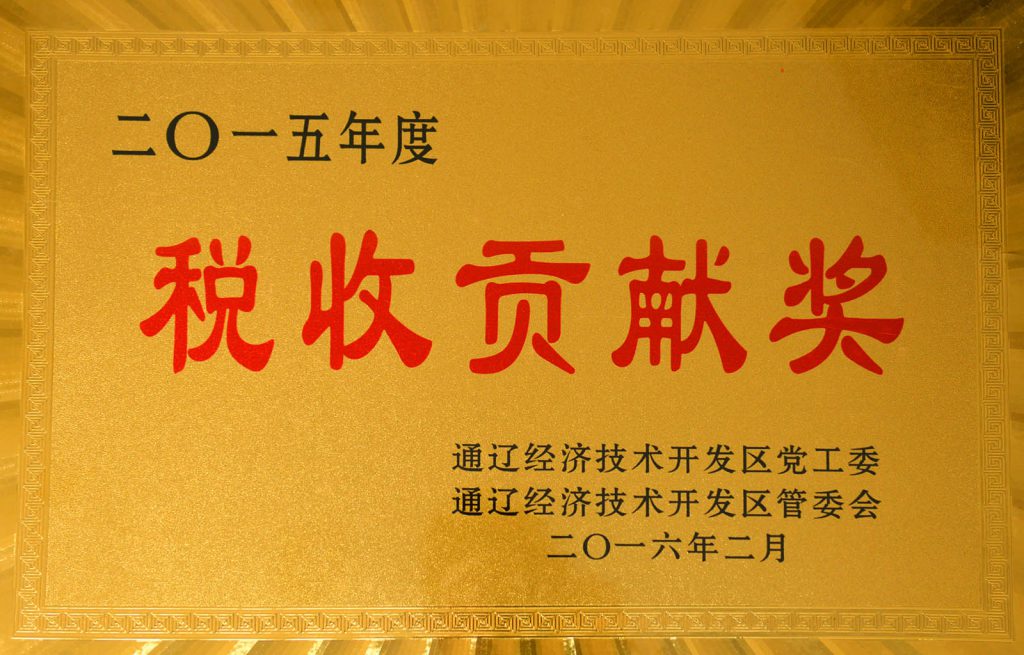 二〇一五年度
税收贡献奖
通辽经济技术开发区党工委
通辽经济技术开发区管委会
二〇一六年二月